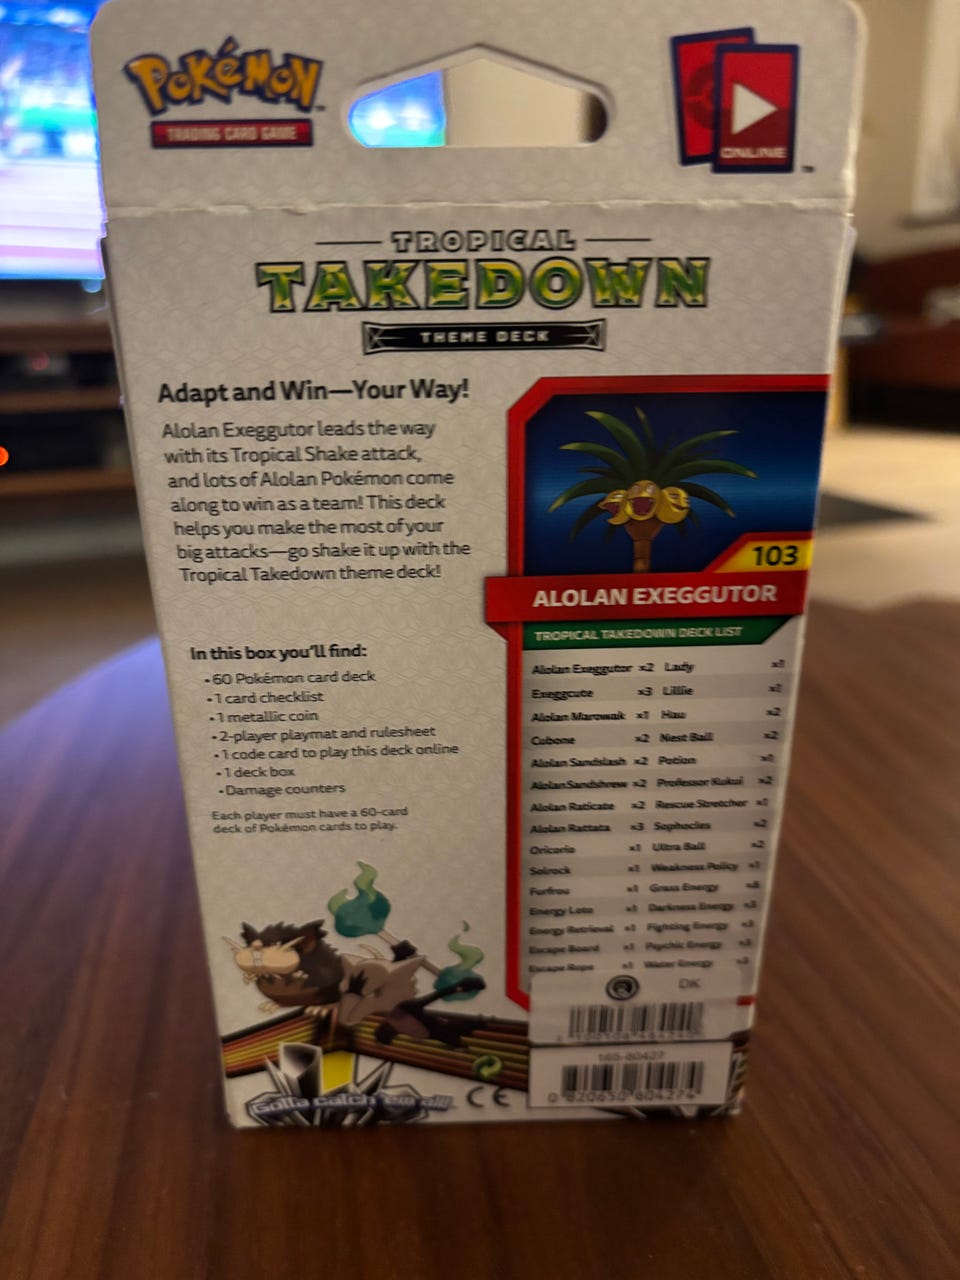 POKéMON
TRADING CARD GAME
ONLINE
TROPICAL
TAKEDOWN
THEME DECK
Adapt and Win—Your Way!
Alolan Exeggutor leads the way
with its Tropical Shake attack,
and lots of Alolan Pokémon come
along to win as a team! This deck
helps you make the most of your
big attacks—go shake it up with the
Tropical Takedown theme deck!
In this box you'll find:
• 60 Pokémon card deck
• 1 card checklist
• 1 metallic coin
• 2-player playmat and rulesheet
• 1 code card to play this deck online
• 1 deck box
• Damage counters
Each player must have a 60-card
deck of Pokémon cards to play.
103
ALOLAN EXEGGUTOR
TROPICAL TAKEDOWN DECK LIST
Alolan Exeggutor x2 Lady x1
Exeggcute x3 Lillie x1
Alolan Marowak x1 Hau x2
Cubone x2 Nest Ball x2
Alolan Sandslash x2 Potion x1
Alolan Sandshrew x2 Professor Kukui x2
Alolan Raticate x2 Rescue Stretcher x1
Alolan Rattata x3 Sophocles x2
Oricorio x1 Ultra Ball x2
Solrock x1 Weakness Policy x1
Furfrou x1 Grass Energy
Energy Loto x1 Darkness Energy x3
Energy Retrieval x1 Fighting Energy x3
Escape Board x1 Psychic Energy x3
Escape Rope x1 Water Energy x3
R DK
165-80427
0 820650 804274
Gotta catch 'em all!
CE